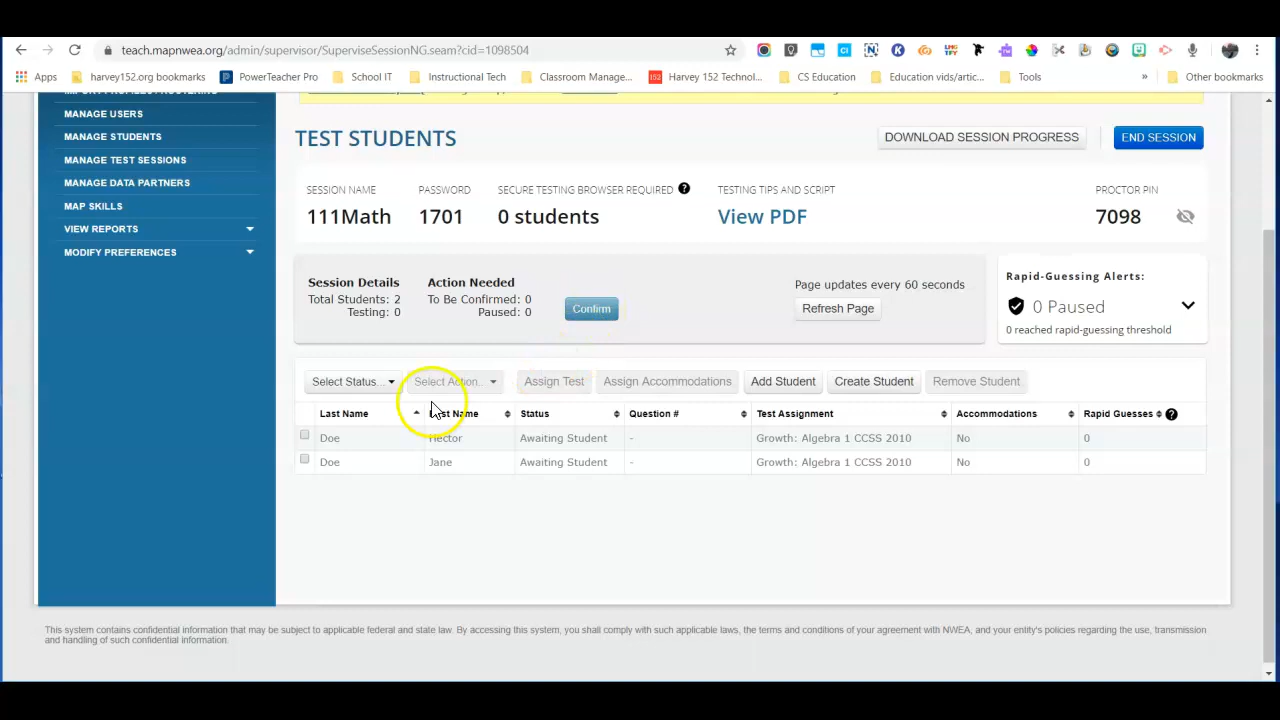 teach.mapnwea.org/admin/supervisor/SuperviseSessionNG.seam?cid=1098504
Apps harvey152.org bookmarks PowerTeacher Pro School IT Instructional Tech Classroom Manage... 152 Harvey 152 Technol... CS Education Education vids/artic... Tools » Other bookmarks
MANAGE USERS
MANAGE STUDENTS
MANAGE TEST SESSIONS
MANAGE DATA PARTNERS
MAP SKILLS
VIEW REPORTS
MODIFY PREFERENCES
TEST STUDENTS
DOWNLOAD SESSION PROGRESS
END SESSION
SESSION NAME PASSWORD SECURE TESTING BROWSER REQUIRED ? TESTING TIPS AND SCRIPT PROCTOR PIN
111Math 1701 0 students View PDF 7098
Session Details Action Needed
Total Students: 2 To Be Confirmed: 0
Testing: 0 Paused: 0
Confirm
Page updates every 60 seconds
Refresh Page
Rapid-Guessing Alerts:
0 Paused
0 reached rapid-guessing threshold
Select Status... Select Action... Assign Test Assign Accommodations Add Student Create Student Remove Student
Last Name Name Status Question # Test Assignment Accommodations Rapid Guesses ?
Doe Hector Awaiting Student - Growth: Algebra 1 CCSS 2010 No 0
Doe Jane Awaiting Student - Growth: Algebra 1 CCSS 2010 No 0
This system contains confidential information that may be subject to applicable federal and state law. By accessing this system, you shall comply with such applicable laws, the terms and conditions of your agreement with NWEA, and your entity's policies regarding the use, transmission
and handling of such confidential information.